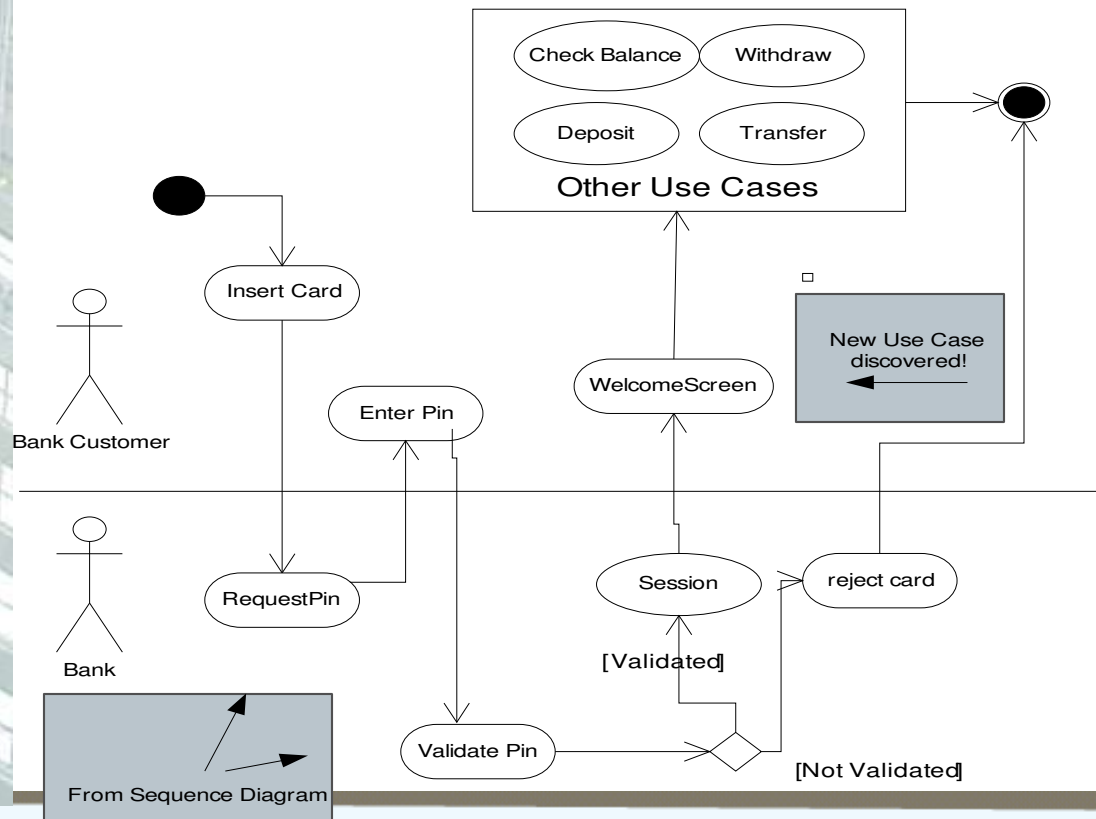 Check Balance
Withdraw
Deposit
Transfer
Other Use Cases
Insert Card
New Use Case
discovered!
WelcomeScreen
Enter Pin
Bank Customer
Session
reject card
RequestPin
Bank
[Validated]
Validate Pin
[Not Validated]
From Sequence Diagram